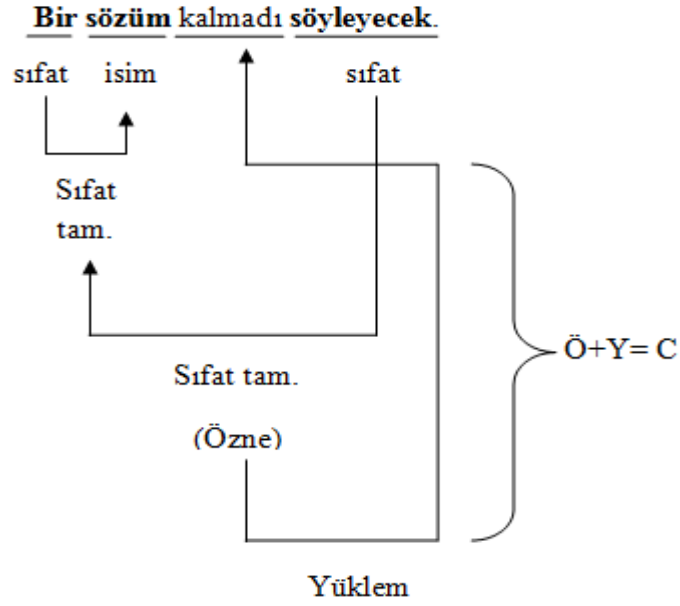 Bir sözüm kalmadı söyleyecek.
sıfat isim sıfat
Sıfat
tam.
Ö+Y= C
Sıfat tam.
(Özne)
Yüklem